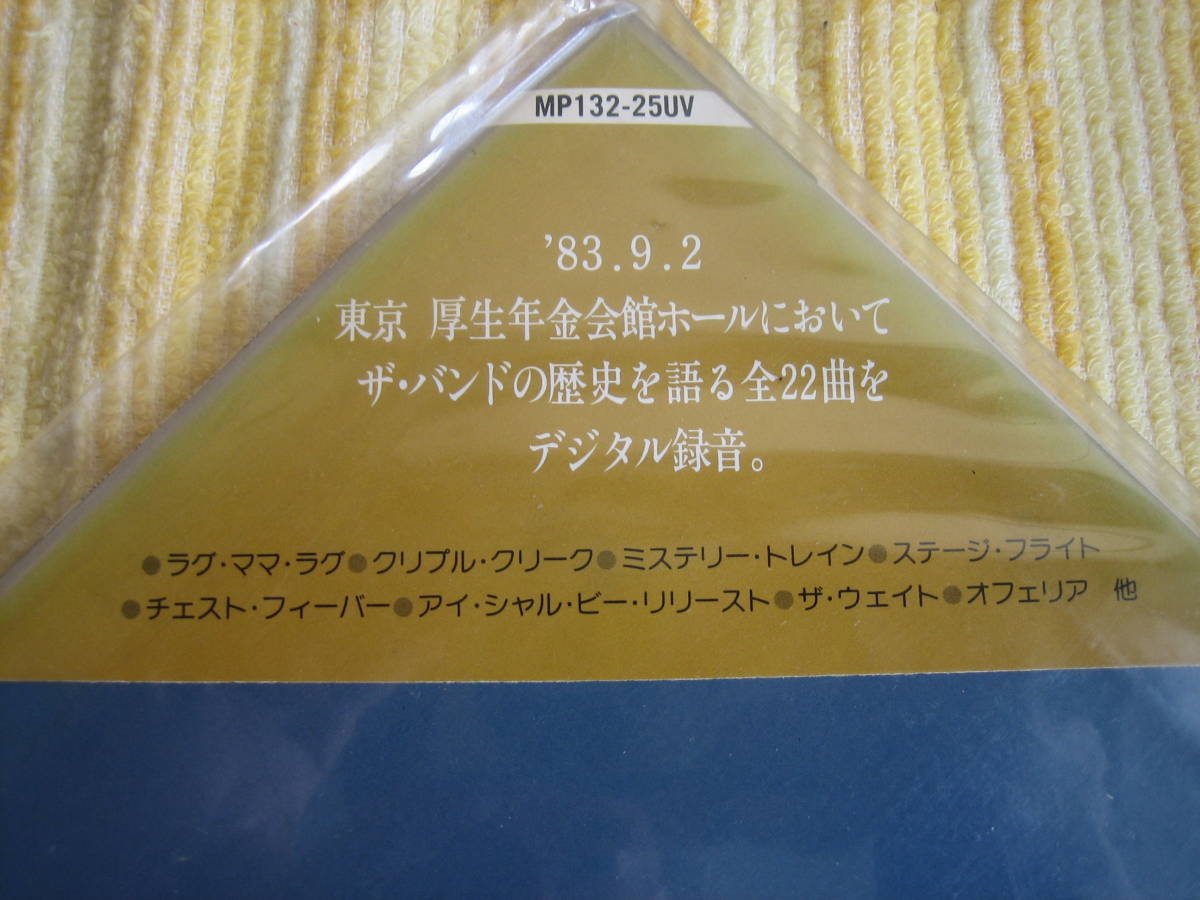 MP132-25UV
'83.9.2
東京 厚生年金会館ホールにおいて
ザ・バンドの歴史を語る全22曲を
デジタル録音。
●ラグ・ママ・ラグ●クリプル・クリーク●ミステリー・トレイン●ステージ・フライト
●チェスト・フィーバー●アイ・シャル・ビー・リリースト●ザ・ウェイト●オフェリア 他